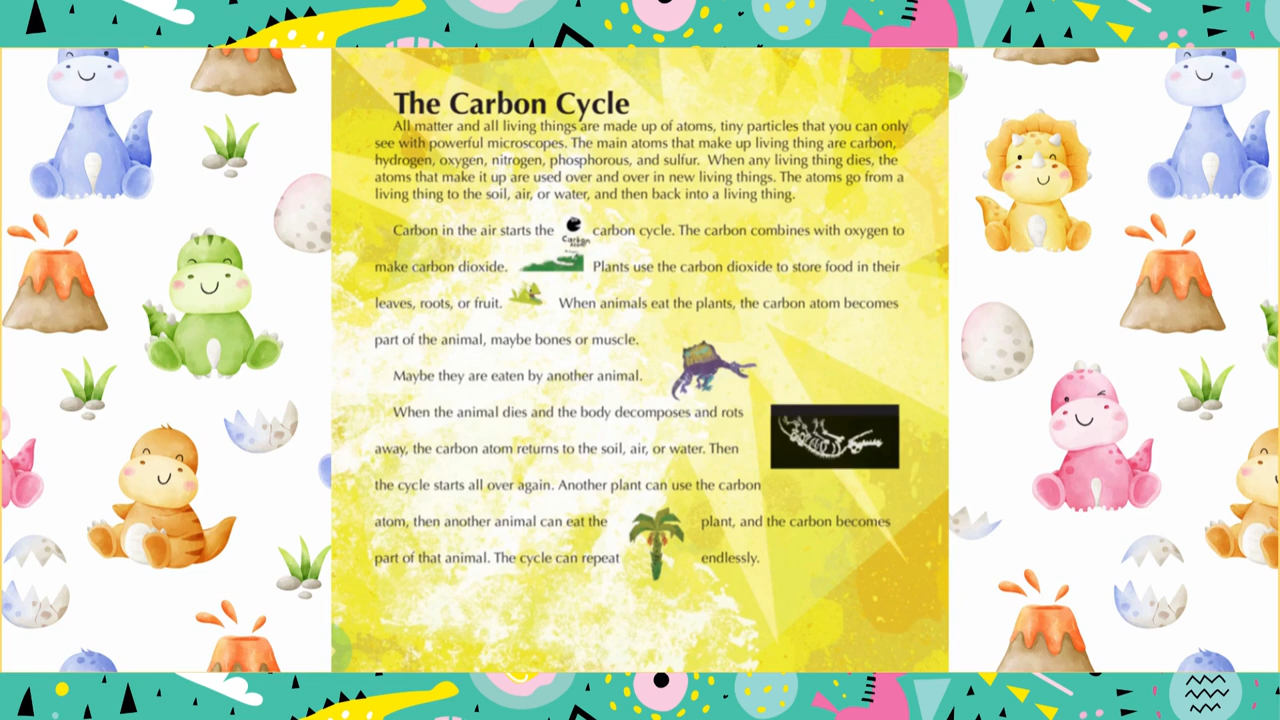 The Carbon Cycle
All matter and all living things are made up of atoms, tiny particles that you can only
see with powerful microscopes. The main atoms that make up living thing are carbon,
hydrogen, oxygen, nitrogen, phosphorous, and sulfur. When any living thing dies, the
atoms that make it up are used over and over in new living things. The atoms go from a
living thing to the soil, air, or water, and then back into a living thing.
Carbon in the air starts the carbon cycle. The carbon combines with oxygen to
Carbon
make carbon dioxide. Plants use the carbon dioxide to store food in their
leaves, roots, or fruit. When animals eat the plants, the carbon atom becomes
part of the animal, maybe bones or muscle.
Maybe they are eaten by another animal.
When the animal dies and the body decomposes and rots
away, the carbon atom returns to the soil, air, or water. Then
the cycle starts all over again. Another plant can use the carbon
atom, then another animal can eat the plant, and the carbon becomes
part of that animal. The cycle can repeat endlessly.